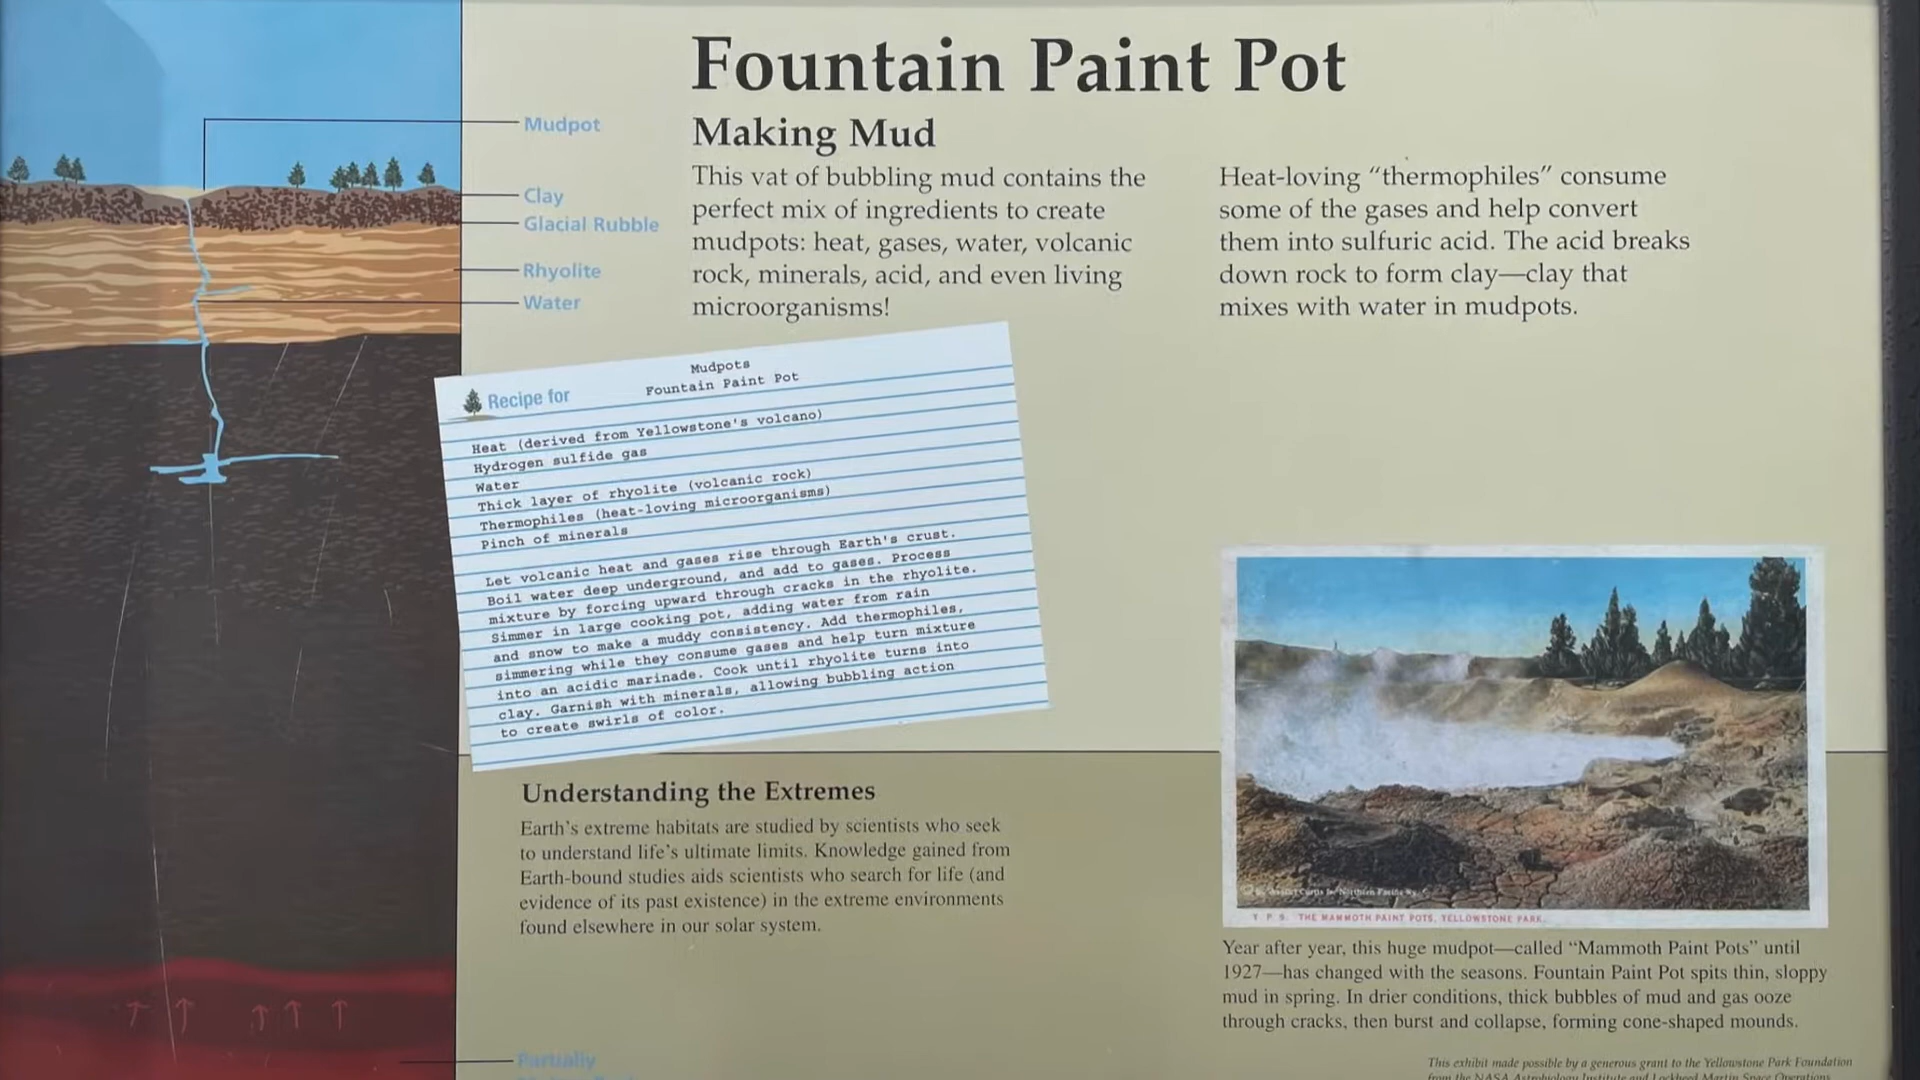 Fountain Paint Pot
Mudpot
Clay
Glacial Rubble
Rhyolite
Water
Making Mud
This vat of bubbling mud contains the
perfect mix of ingredients to create
mudpots: heat, gases, water, volcanic
rock, minerals, acid, and even living
microorganisms!
Heat-loving “thermophiles” consume
some of the gases and help convert
them into sulfuric acid. The acid breaks
down rock to form clay—clay that
mixes with water in mudpots.
Recipe for
Mudpots
Fountain Paint Pot
Heat (derived from Yellowstone's volcano)
Hydrogen sulfide gas
Water
Thick layer of rhyolite (volcanic rock)
Thermophiles (heat-loving microorganisms)
Pinch of minerals
Let volcanic heat and gases rise through Earth's crust.
Boil water deep underground, and add to gases. Process
mixture by forcing upward through cracks in the rhyolite.
Simmer in large cooking pot, adding water from rain
and snow to make a muddy consistency. Add thermophiles,
simmering while they consume gases and help turn mixture
into an acidic marinade. Cook until rhyolite turns into
clay. Garnish with minerals, allowing bubbling action
to create swirls of color.
Understanding the Extremes
Earth’s extreme habitats are studied by scientists who seek
to understand life’s ultimate limits. Knowledge gained from
Earth-bound studies aids scientists who search for life (and
evidence of its past existence) in the extreme environments
found elsewhere in our solar system.
Y P S. THE MAMMOTH PAINT POTS, YELLOWSTONE PARK.
Year after year, this huge mudpot—called “Mammoth Paint Pots” until
1927—has changed with the seasons. Fountain Paint Pot spits thin, sloppy
mud in spring. In drier conditions, thick bubbles of mud and gas ooze
through cracks, then burst and collapse, forming cone-shaped mounds.
Partially
This exhibit made possible by a generous grant to the Yellowstone Park Foundation
from the NASA Astrobiology Institute and Lockheed Martin Space Operations